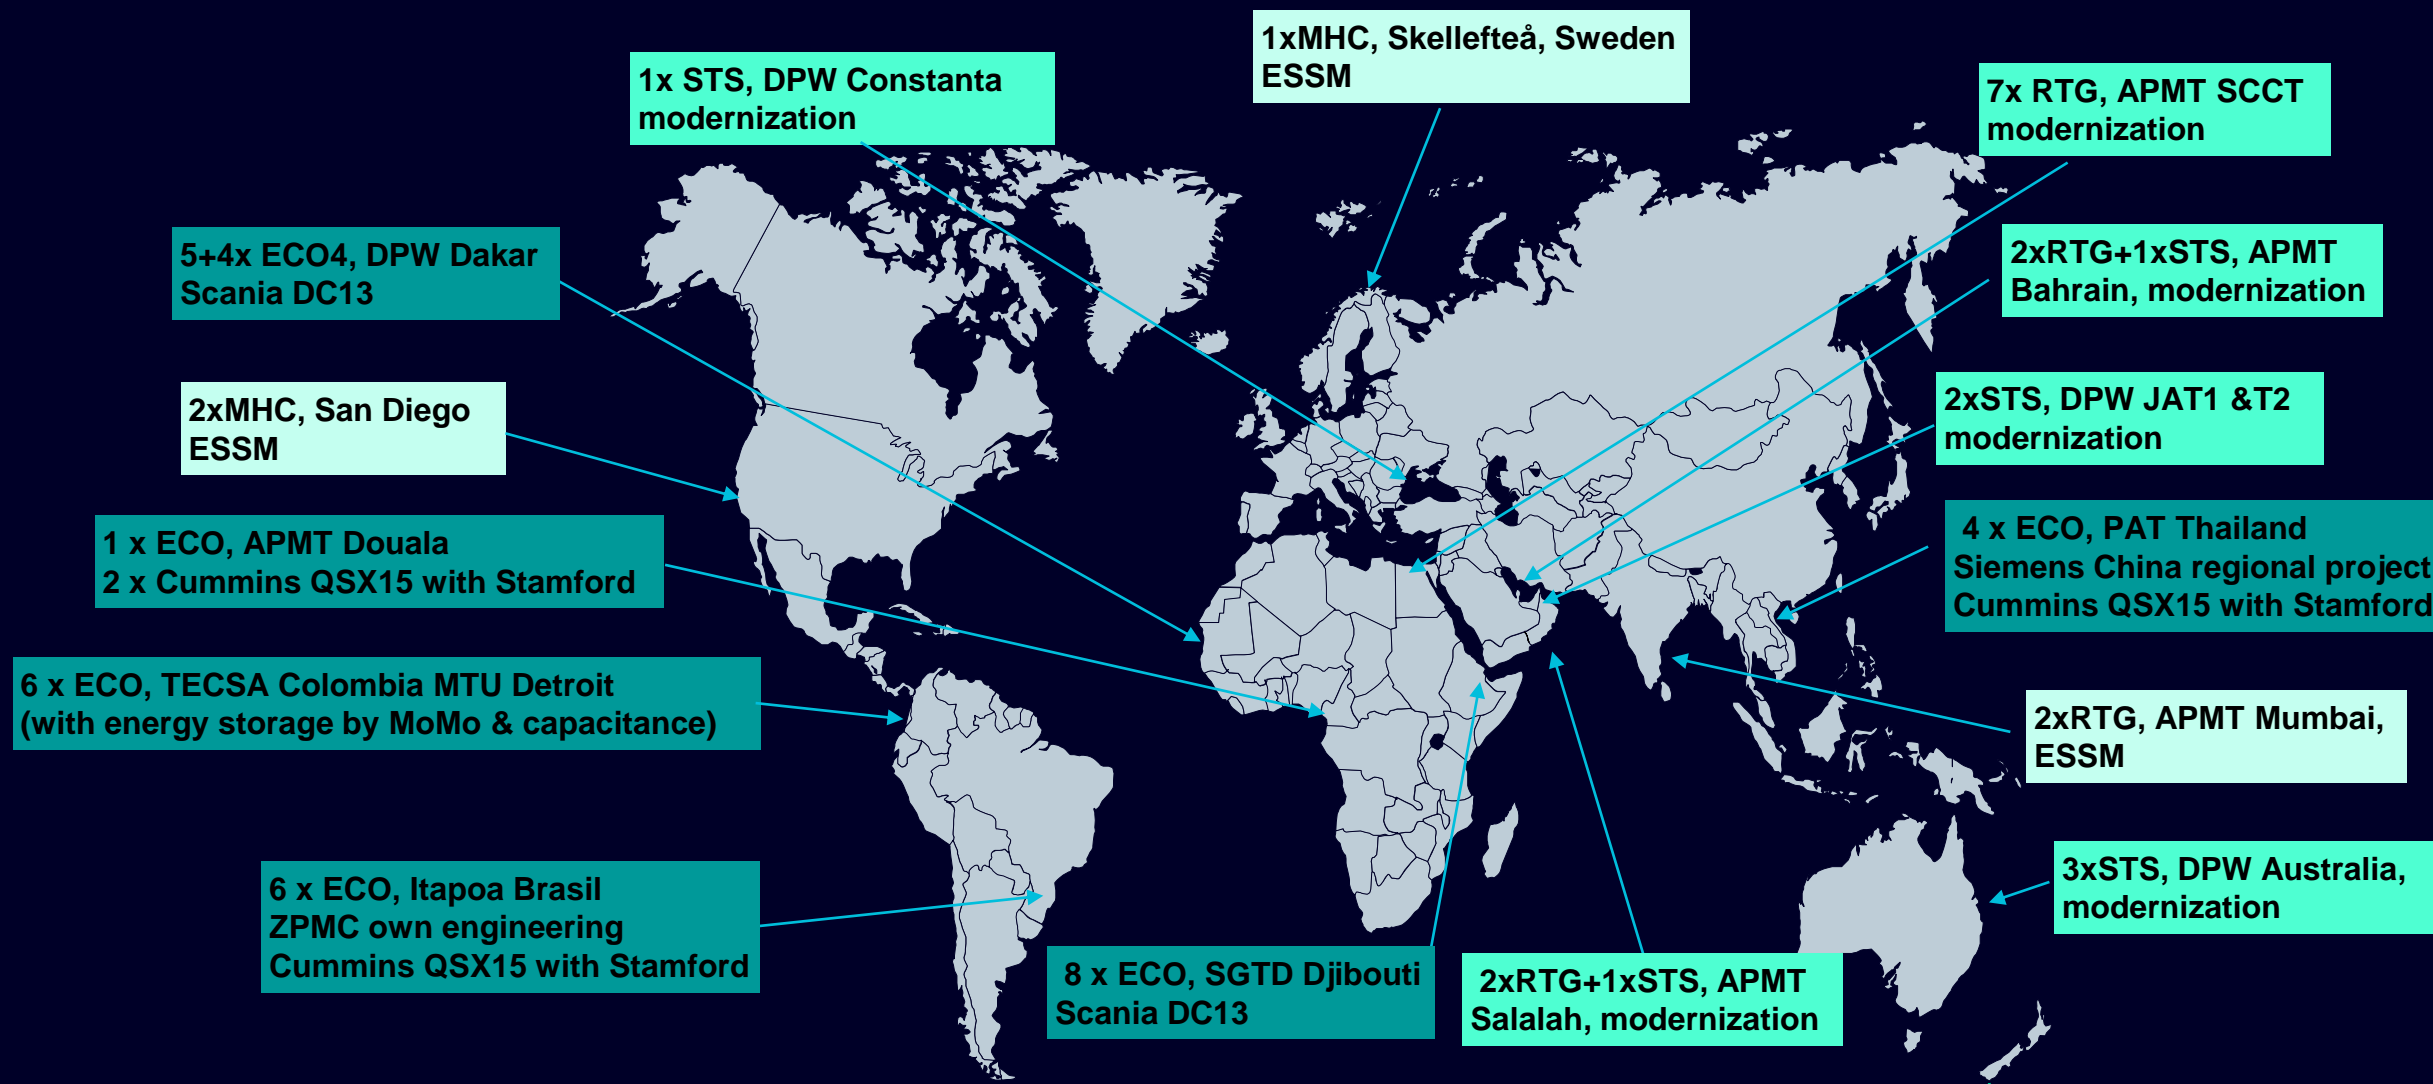 1xMHC, Skellefteå, Sweden
ESSM
1x STS, DPW Constanta
modernization
7x RTG, APMT SCCT
modernization
5+4x ECO4, DPW Dakar
Scania DC13
2xRTG+1xSTS, APMT
Bahrain, modernization
2xMHC, San Diego
ESSM
2xSTS, DPW JAT1 &T2
modernization
1 x ECO, APMT Douala
2 x Cummins QSX15 with Stamford
4 x ECO, PAT Thailand
Siemens China regional project
Cummins QSX15 with Stamford
6 x ECO, TECSA Colombia MTU Detroit
(with energy storage by MoMo & capacitance)
2xRTG, APMT Mumbai,
ESSM
6 x ECO, Itapoa Brasil
ZPMC own engineering
Cummins QSX15 with Stamford
3xSTS, DPW Australia,
modernization
8 x ECO, SGTD Djibouti
Scania DC13
2xRTG+1xSTS, APMT
Salalah, modernization